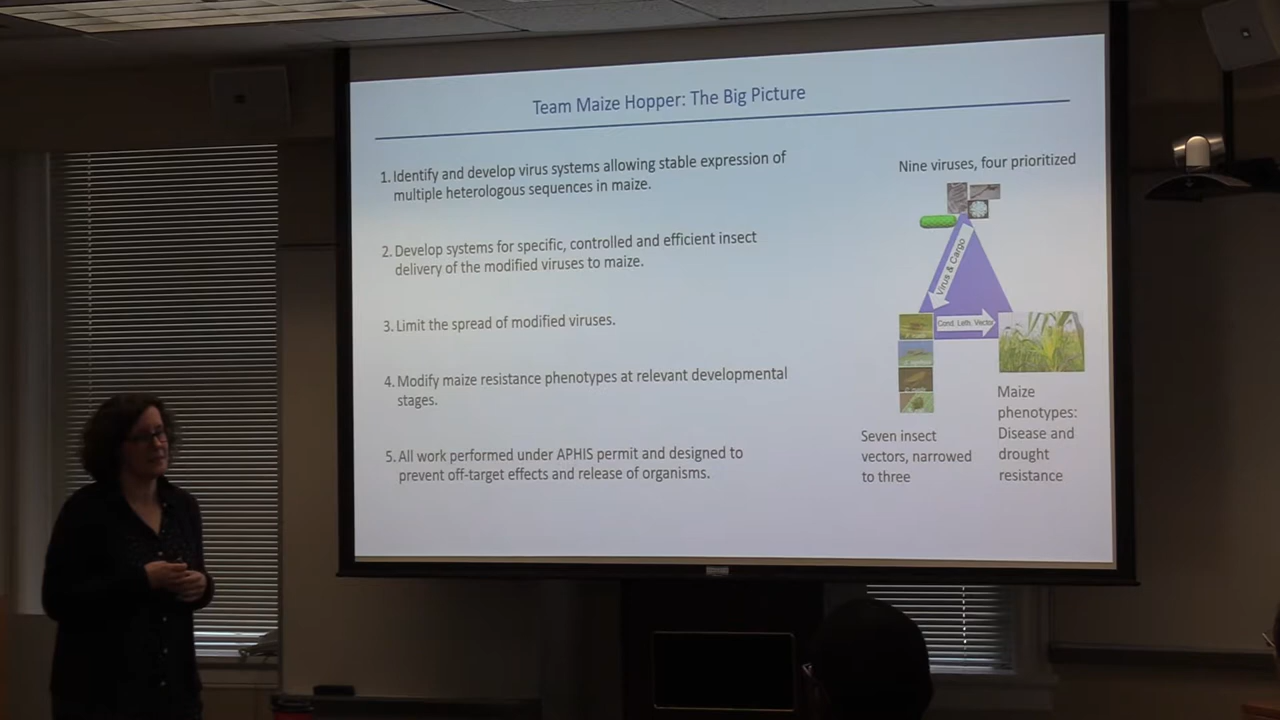 Team Maize Hopper: The Big Picture
1. Identify and develop virus systems allowing stable expression of
multiple heterologous sequences in maize.
2. Develop systems for specific, controlled and efficient insect
delivery of the modified viruses to maize.
3. Limit the spread of modified viruses.
4. Modify maize resistance phenotypes at relevant developmental
stages.
5. All work performed under APHIS permit and designed to
prevent off-target effects and release of organisms.
Nine viruses, four prioritized
Virus & Cargo
Cond. Leth. Vector
Seven insect
vectors, narrowed
to three
Maize
phenotypes:
Disease and
drought
resistance